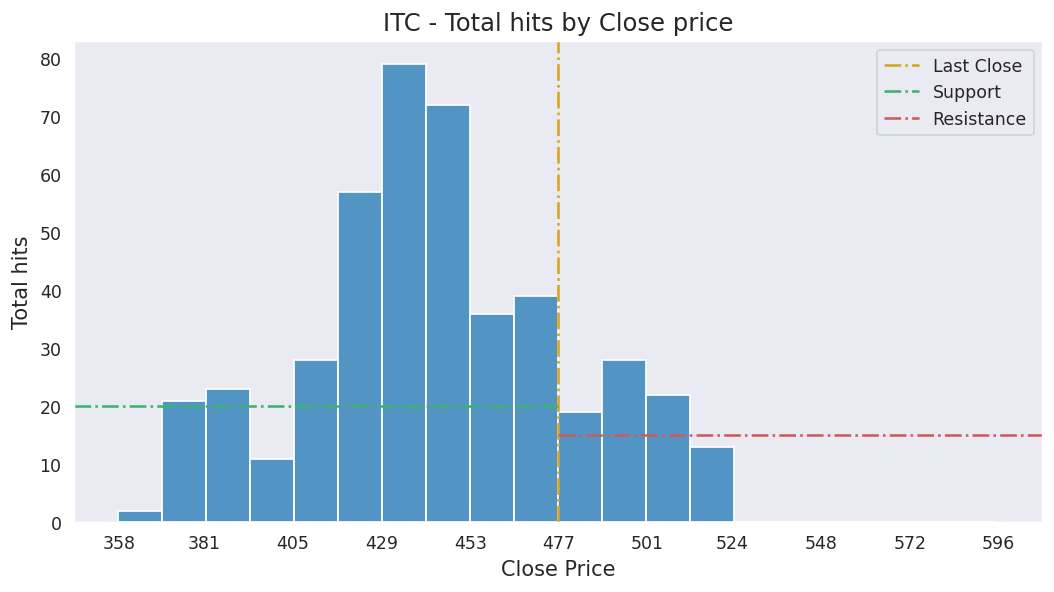 ITC - Total hits by Close price
Last Close
Support
Resistance
Total hits
80
70
60
50
40
30
20
10
0
358 381 405 429 453 477 501 524 548 572 596
Close Price